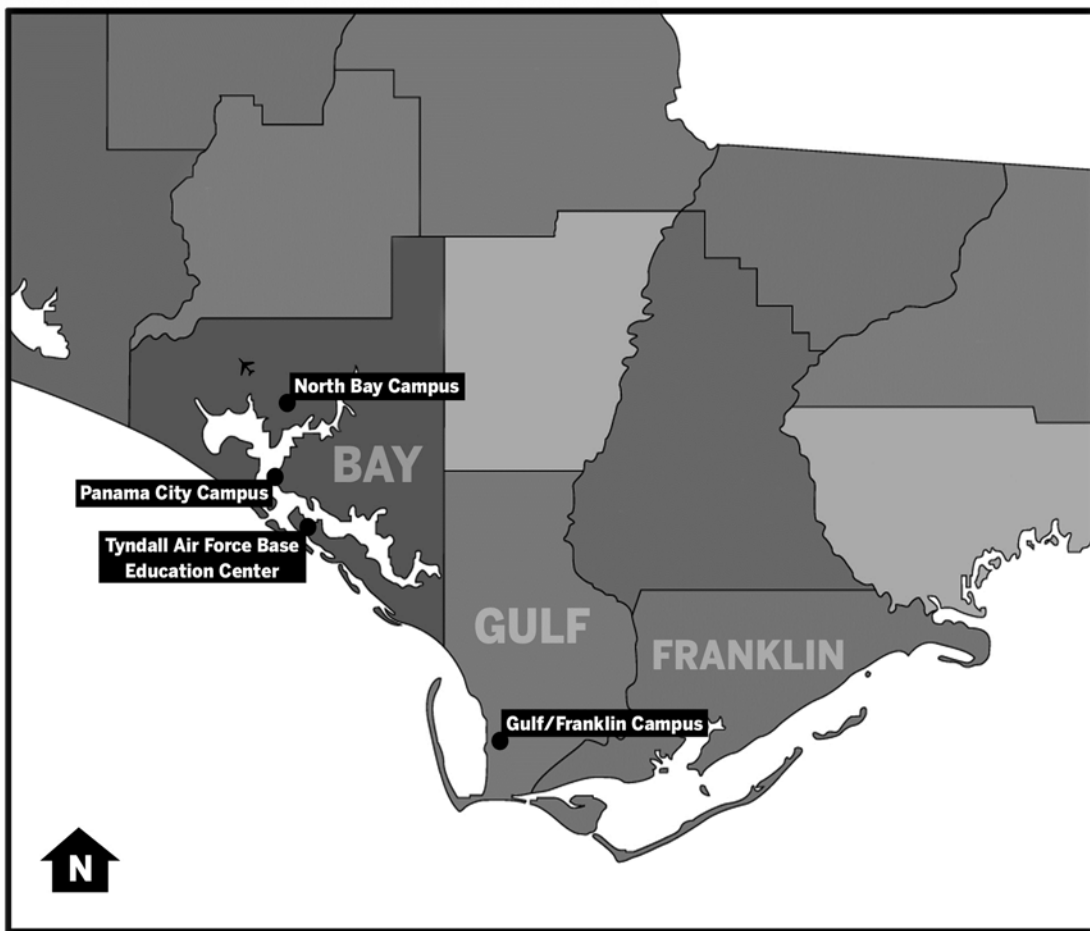 North Bay Campus
BAY
Panama City Campus
Tyndall Air Force Base
Education Center
GULF
FRANKLIN
Gulf/Franklin Campus
N